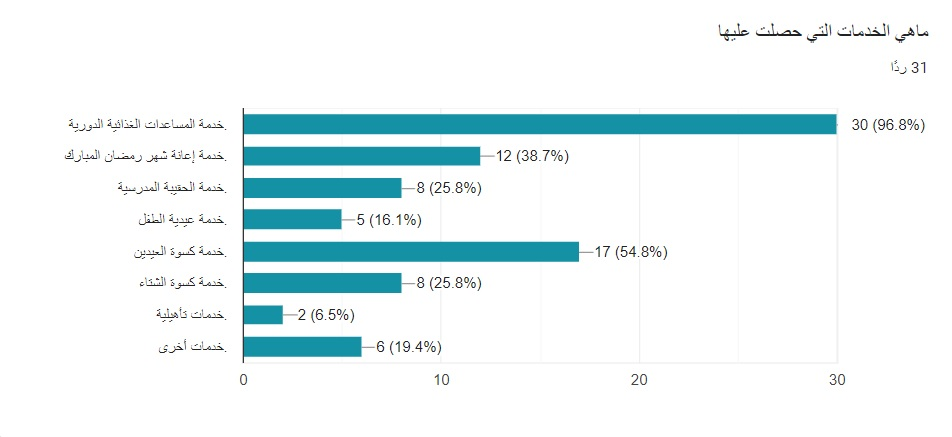 ماهي الخدمات التي حصلت عليها
31 ردًا
خدمة المساعدات الغذائية الدورية.
30 (96.8%)
خدمة إعانة شهر رمضان المبارك.
12 (38.7%)
خدمة الحقيبة المدرسية.
8 (25.8%)
خدمة عيدية الطفل.
5 (16.1%)
خدمة كسوة العيدين.
17 (54.8%)
خدمة كسوة الشتاء.
8 (25.8%)
خدمات تأهيلية.
2 (6.5%)
خدمات أخرى.
6 (19.4%)
0 10 20 30